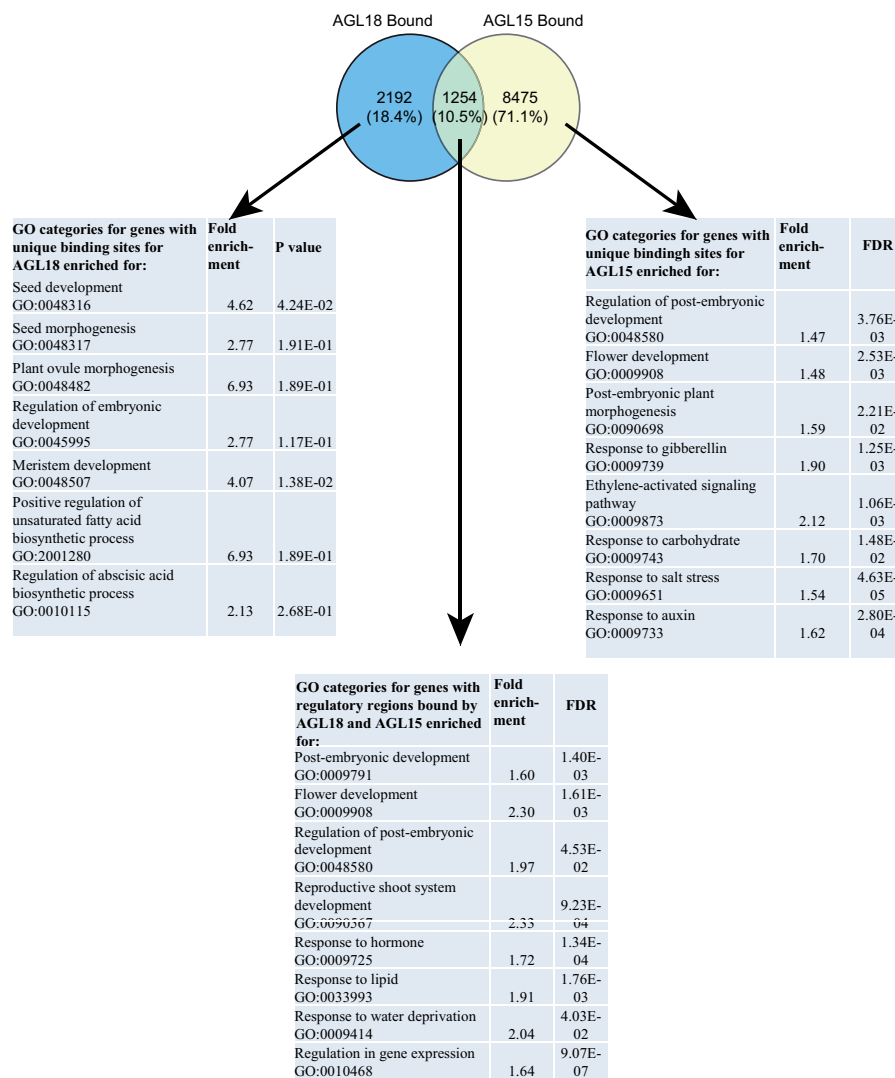 AGL18 Bound
AGL15 Bound
2192
(18.4%)
1254
(10.5%)
8475
(71.1%)
GO categories for genes with
unique binding sites for
AGL18 enriched for:
Fold
enrich-
ment
P value
Seed development
GO:0048316 4.62 4.24E-02
Seed morphogenesis
GO:0048317 2.77 1.91E-01
Plant ovule morphogenesis
GO:0048482 6.93 1.89E-01
Regulation of embryonic
development
GO:0045995 2.77 1.17E-01
Meristem development
GO:0048507 4.07 1.38E-02
Positive regulation of
unsaturated fatty acid
biosynthetic process
GO:2001280 6.93 1.89E-01
Regulation of abscisic acid
biosynthetic process
GO:0010115 2.13 2.68E-01
GO categories for genes with
unique bindingh sites for
AGL15 enriched for:
Fold
enrich-
ment
FDR
Regulation of post-embryonic
development 3.76E-
GO:0048580 1.47 03
Flower development 2.53E-
GO:0009908 1.48 03
Post-embryonic plant
morphogenesis 2.21E-
GO:0090698 1.59 02
Response to gibberellin 1.25E-
GO:0009739 1.90 03
Ethylene-activated signaling
pathway 1.06E-
GO:0009873 2.12 03
Response to carbohydrate 1.48E-
GO:0009743 1.70 02
Response to salt stress 4.63E-
GO:0009651 1.54 05
Response to auxin 2.80E-
GO:0009733 1.62 04
GO categories for genes with
regulatory regions bound by
AGL18 and AGL15 enriched
for:
Fold
enrich-
ment
FDR
Post-embryonic development 1.40E-
GO:0009791 1.60 03
Flower development 1.61E-
GO:0009908 2.30 03
Regulation of post-embryonic
development 4.53E-
GO:0048580 1.97 02
Reproductive shoot system
development 9.23E-
GO:0090567 2.33 04
Response to hormone 1.34E-
GO:0009725 1.72 04
Response to lipid 1.76E-
GO:0033993 1.91 03
Response to water deprivation 4.03E-
GO:0009414 2.04 02
Regulation in gene expression 9.07E-
GO:0010468 1.64 07